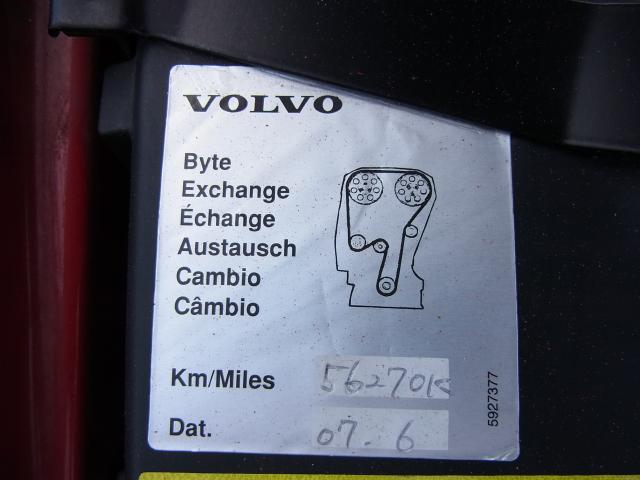 VOLVO
Byte
Exchange
Échange
Austausch
Cambio
Câmbio
Km/Miles 56270K
Dat. 07.6
5927377